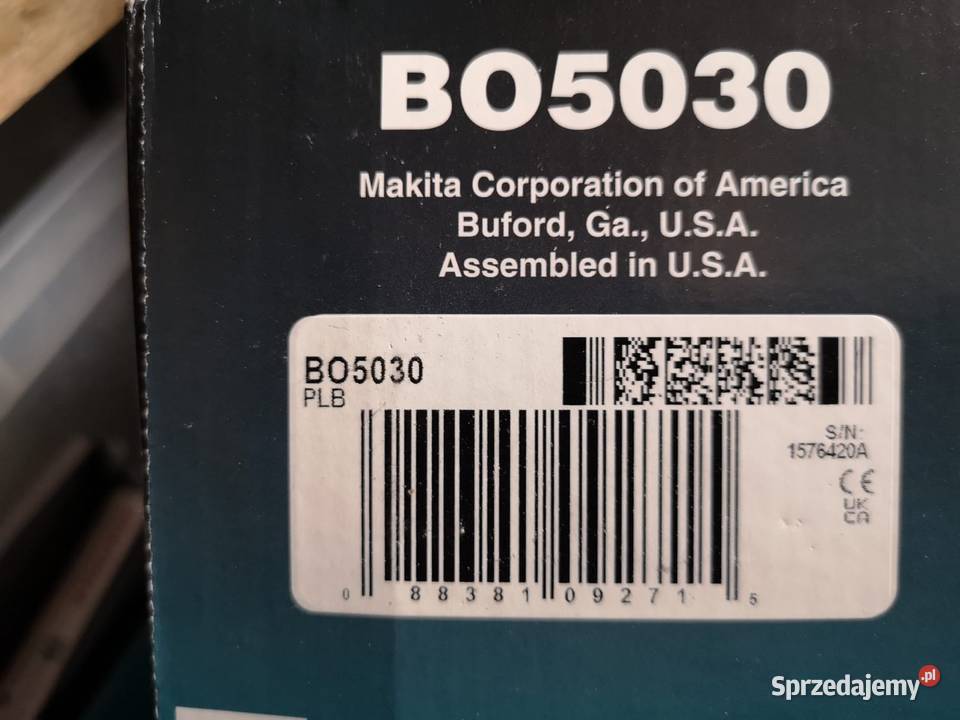 BO5030
Makita Corporation of America
Buford, Ga., U.S.A.
Assembled in U.S.A.
BO5030
PLB
S/N:
1576420A
CE
UK
CA
0 88381 09271 5
Sprzedajemy.pl